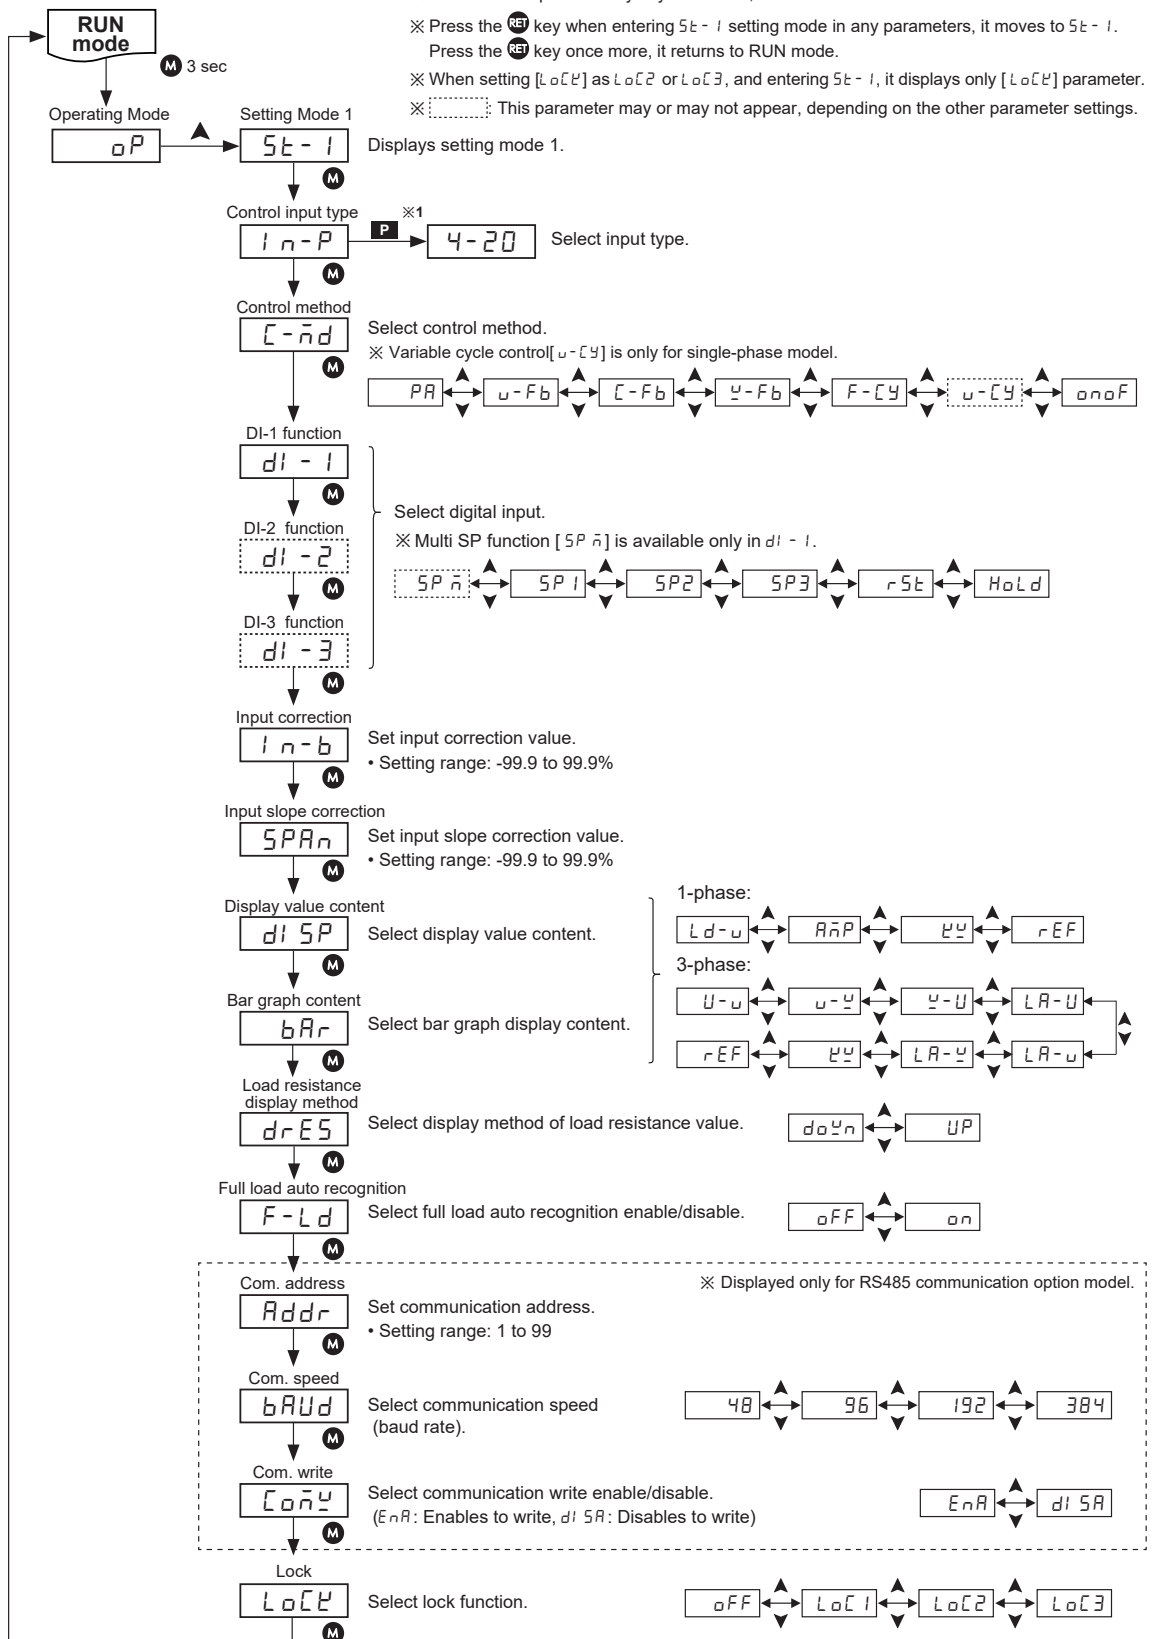 RUN
mode
M 3 sec
※ Press the RET key when entering St-1 setting mode in any parameters, it moves to St-1.
Press the RET key once more, it returns to RUN mode.
※ When setting [LoCK] as LoC2 or LoC3, and entering St-1, it displays only [LoCK] parameter.
※ : This parameter may or may not appear, depending on the other parameter settings.
Operating Mode
oP
Setting Mode 1
St-1
Displays setting mode 1.
M
Control input type
In-P
P
※1
4-20
Select input type.
M
Control method
C-md
Select control method.
※ Variable cycle control[u-CY] is only for single-phase model.
M
PA u-Fb C-Fb W-Fb F-CY u-CY onoF
DI-1 function
dI-1
M
DI-2 function
dI-2
M
DI-3 function
dI-3
M
Select digital input.
※ Multi SP function [SPm] is available only in dI-1.
SPm SP1 SP2 SP3 rSt HoLd
Input correction
In-b
Set input correction value.
• Setting range: -99.9 to 99.9%
M
Input slope correction
SPAn
Set input slope correction value.
• Setting range: -99.9 to 99.9%
M
Display value content
dISP
Select display value content.
M
1-phase:
Ld-u AmP KW rEF
3-phase:
U-u u-W W-U LA-U
rEF KW LA-W LA-u
Bar graph content
bAr
Select bar graph display content.
M
Load resistance
display method
drES
Select display method of load resistance value.
doWn UP
M
Full load auto recognition
F-Ld
Select full load auto recognition enable/disable.
oFF on
M
※ Displayed only for RS485 communication option model.
Com. address
Addr
Set communication address.
• Setting range: 1 to 99
M
Com. speed
bAUd
Select communication speed
(baud rate).
48 96 192 384
M
Com. write
ComW
Select communication write enable/disable.
(EnA: Enables to write, dISA: Disables to write)
EnA dISA
M
Lock
LoCK
Select lock function.
oFF LoC1 LoC2 LoC3
M